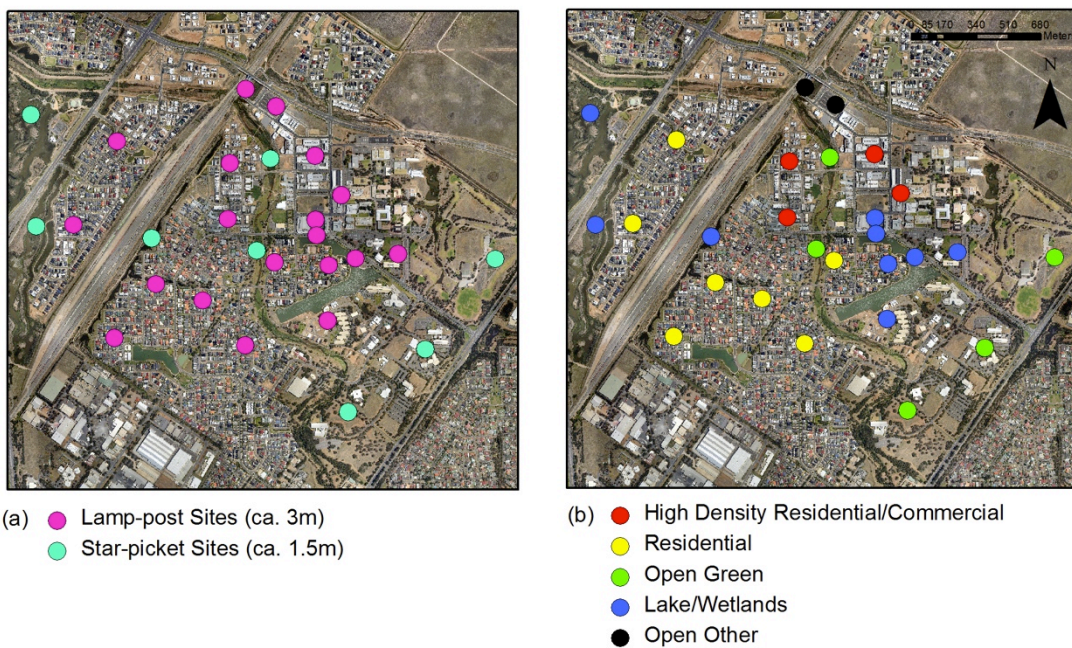 0 85 170 340 510 680
Meters
N
(a) Lamp-post Sites (ca. 3m)
Star-picket Sites (ca. 1.5m)
(b) High Density Residential/Commercial
Residential
Open Green
Lake/Wetlands
Open Other